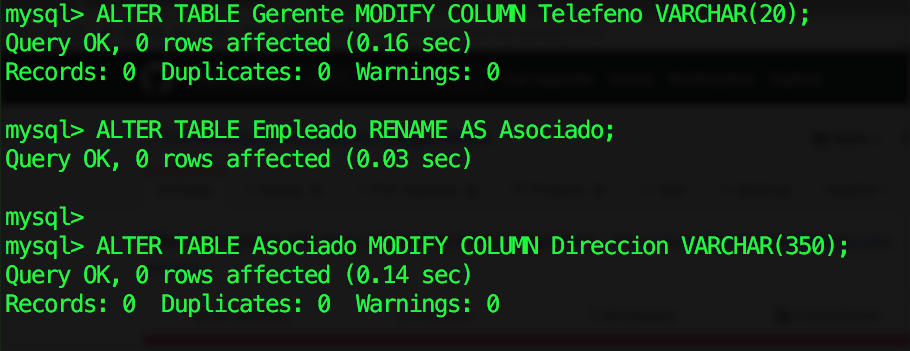 mysql> ALTER TABLE Gerente MODIFY COLUMN Telefeno VARCHAR(20);
Query OK, 0 rows affected (0.16 sec)
Records: 0  Duplicates: 0  Warnings: 0
mysql> ALTER TABLE Empleado RENAME AS Asociado;
Query OK, 0 rows affected (0.03 sec)
mysql>
mysql> ALTER TABLE Asociado MODIFY COLUMN Direccion VARCHAR(350);
Query OK, 0 rows affected (0.14 sec)
Records: 0  Duplicates: 0  Warnings: 0